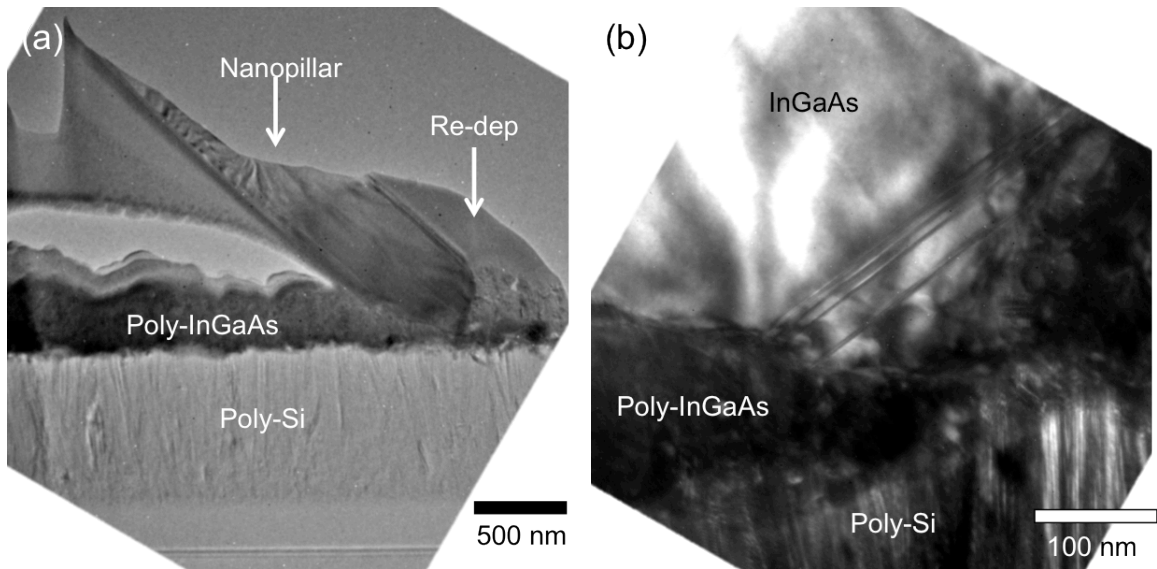 (a)
Nanopillar
Re-dep
Poly-InGaAs
Poly-Si
500 nm
(b)
InGaAs
Poly-InGaAs
Poly-Si
100 nm